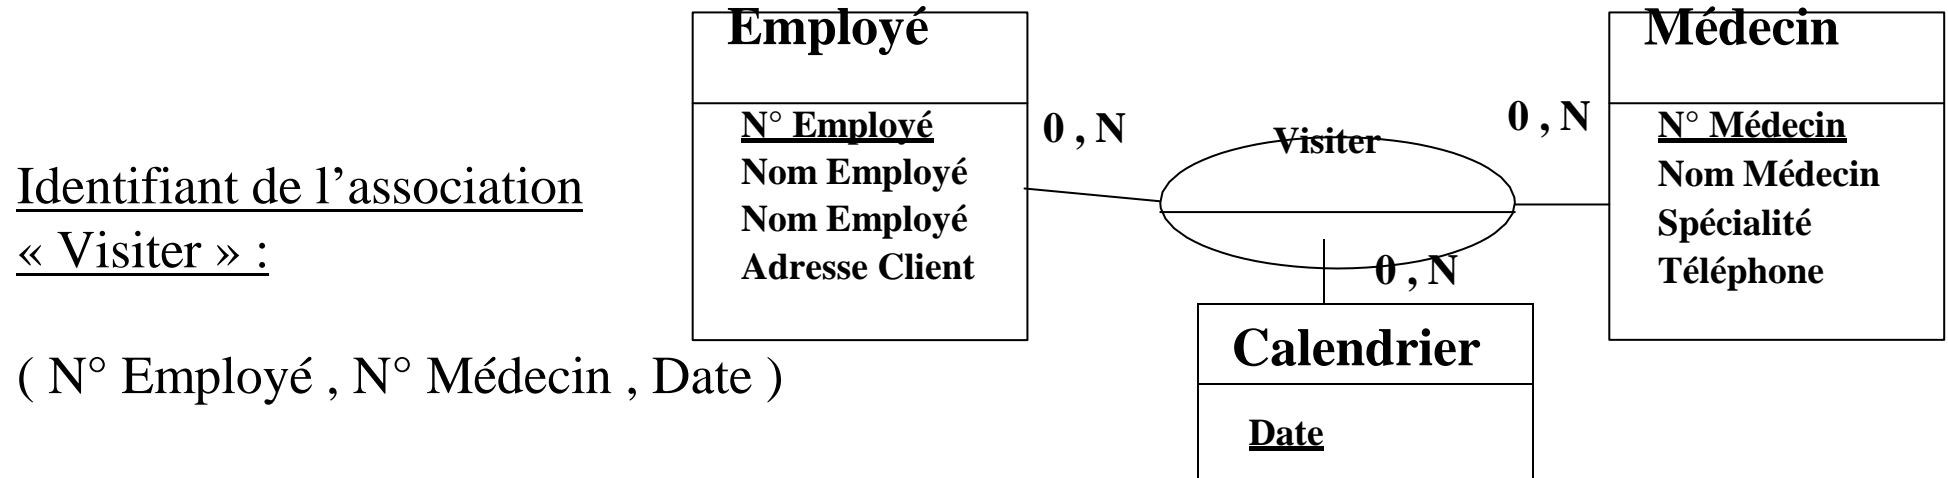 Identifiant de l’association
« Visiter » :
( N° Employé , N° Médecin , Date )
Employé
N° Employé
Nom Employé
Nom Employé
Adresse Client
0 , N
Visiter
0 , N
Médecin
N° Médecin
Nom Médecin
Spécialité
Téléphone
0 , N
Calendrier
Date